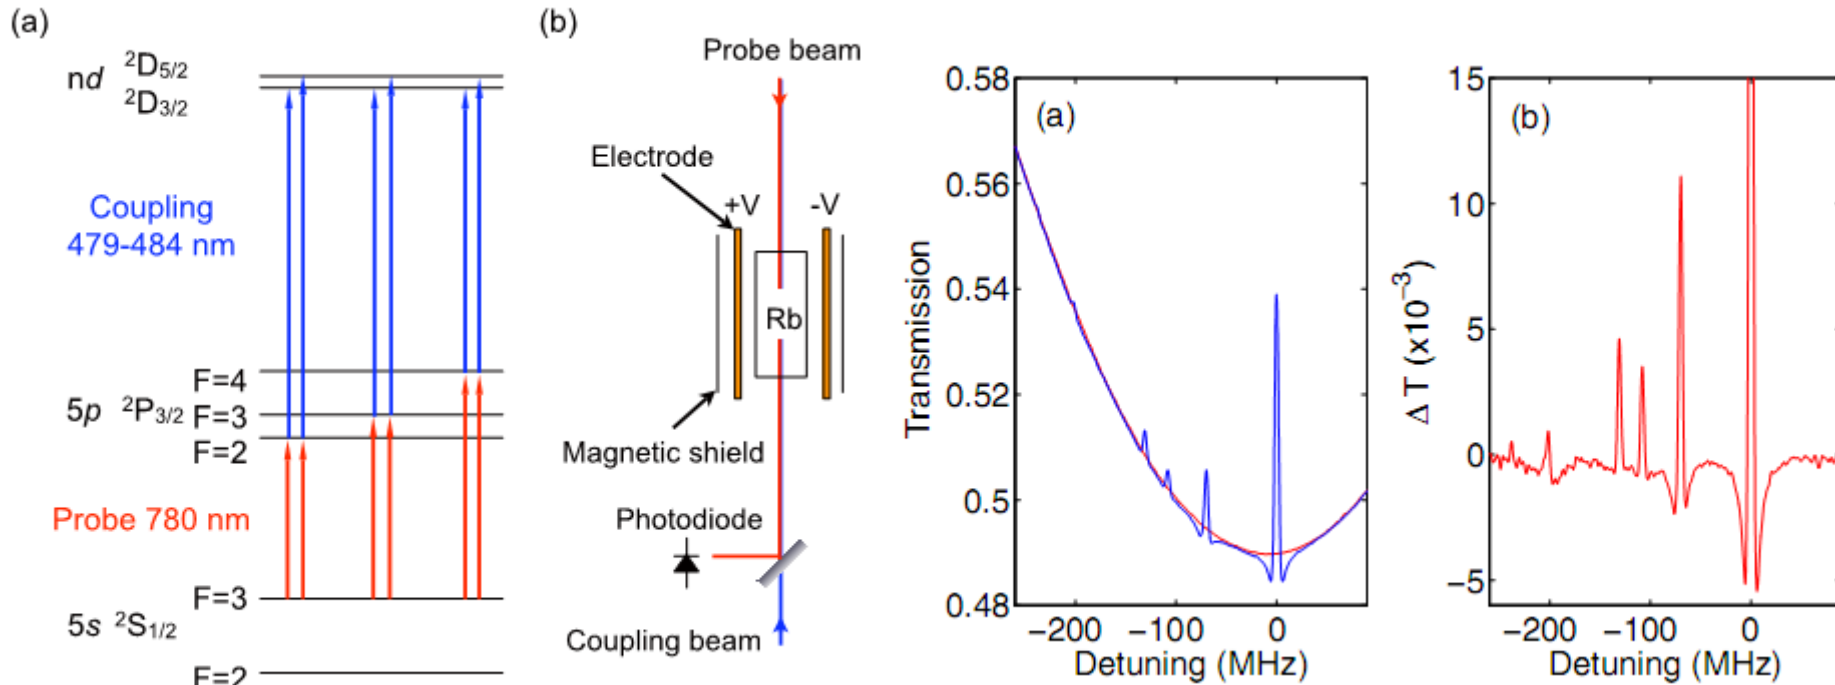 (a)
nd ²D₅/₂
²D₃/₂
Coupling
479-484 nm
F=4
5p ²P₃/₂ F=3
F=2
Probe 780 nm
F=3
5s ²S₁/₂
F=2
(b)
Probe beam
Electrode
+V -V
Rb
Magnetic shield
Photodiode
Coupling beam
(a)
0.58
0.56
0.54
0.52
0.5
0.48
Transmission
−200 −100 0
Detuning (MHz)
(b)
15
10
5
0
−5
Δ T (x10⁻³)
−200 −100 0
Detuning (MHz)